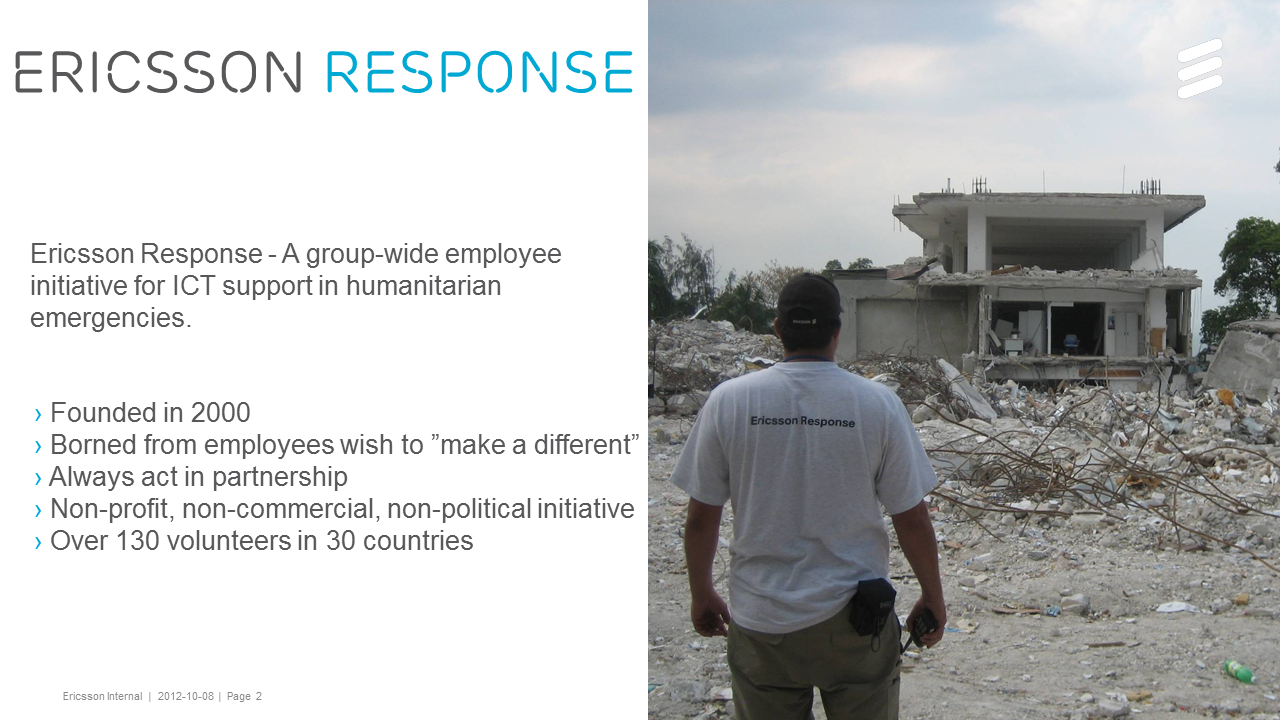 ERICSSON RESPONSE
Ericsson Response - A group-wide employee
initiative for ICT support in humanitarian
emergencies.
› Founded in 2000
› Borned from employees wish to ”make a different”
› Always act in partnership
› Non-profit, non-commercial, non-political initiative
› Over 130 volunteers in 30 countries
Ericsson Internal | 2012-10-08 | Page 2
ERICSSON
Ericsson Response